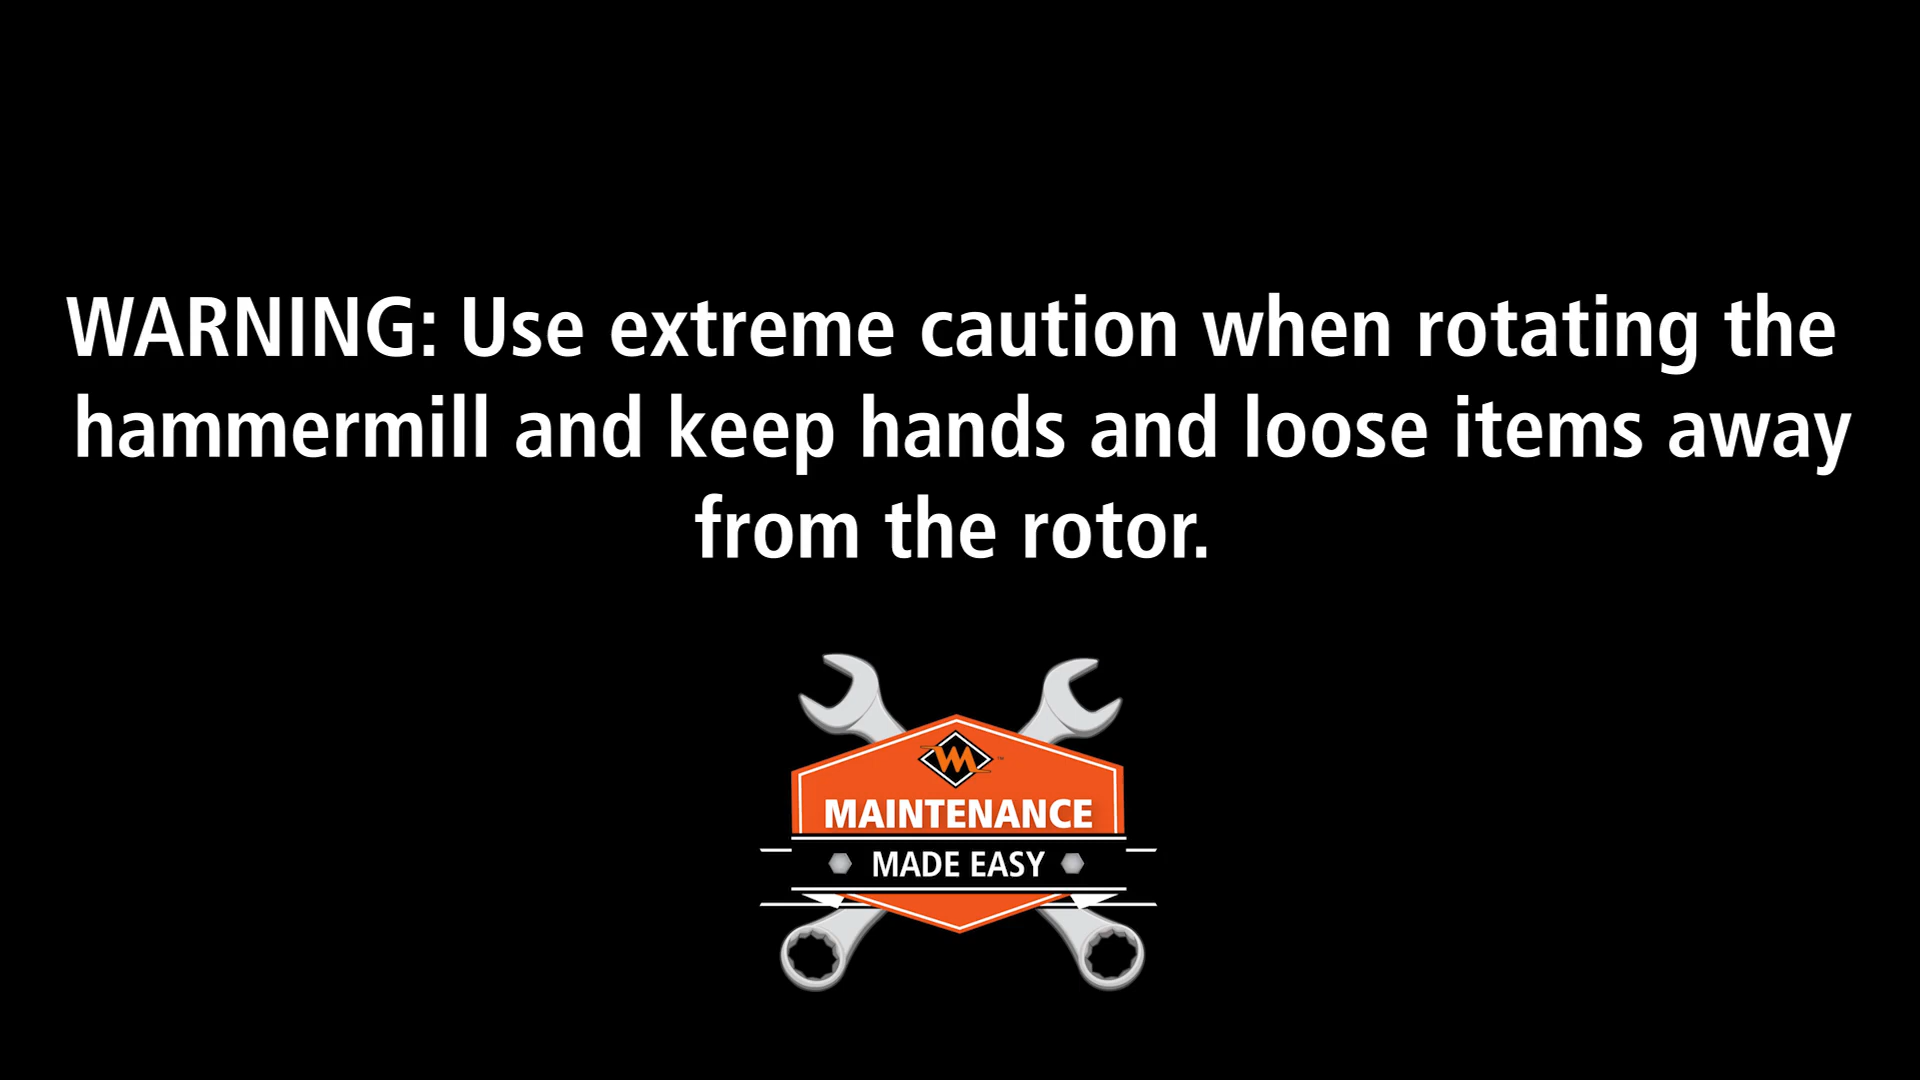 WARNING: Use extreme caution when rotating the
hammermill and keep hands and loose items away
from the rotor.
M ™
MAINTENANCE
MADE EASY